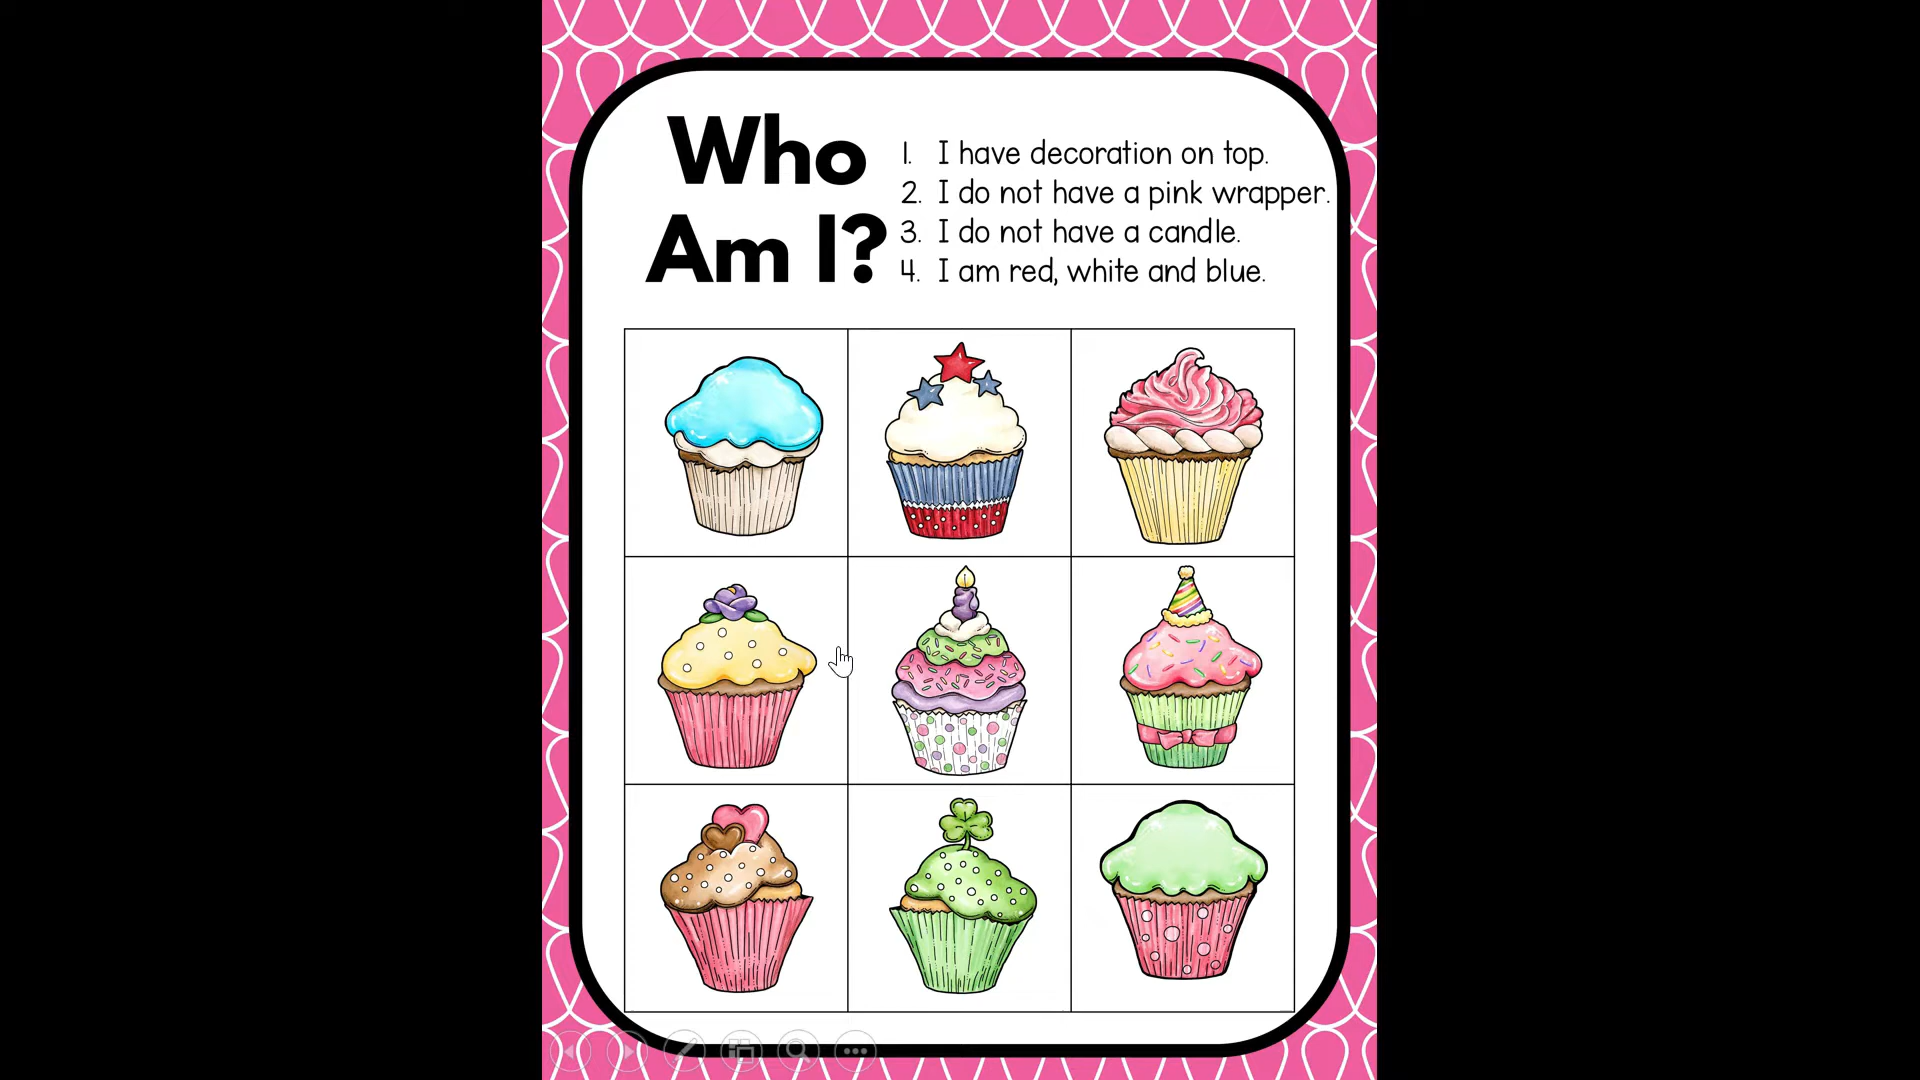 Who
Am I?
1. I have decoration on top.
2. I do not have a pink wrapper.
3. I do not have a candle.
4. I am red, white and blue.